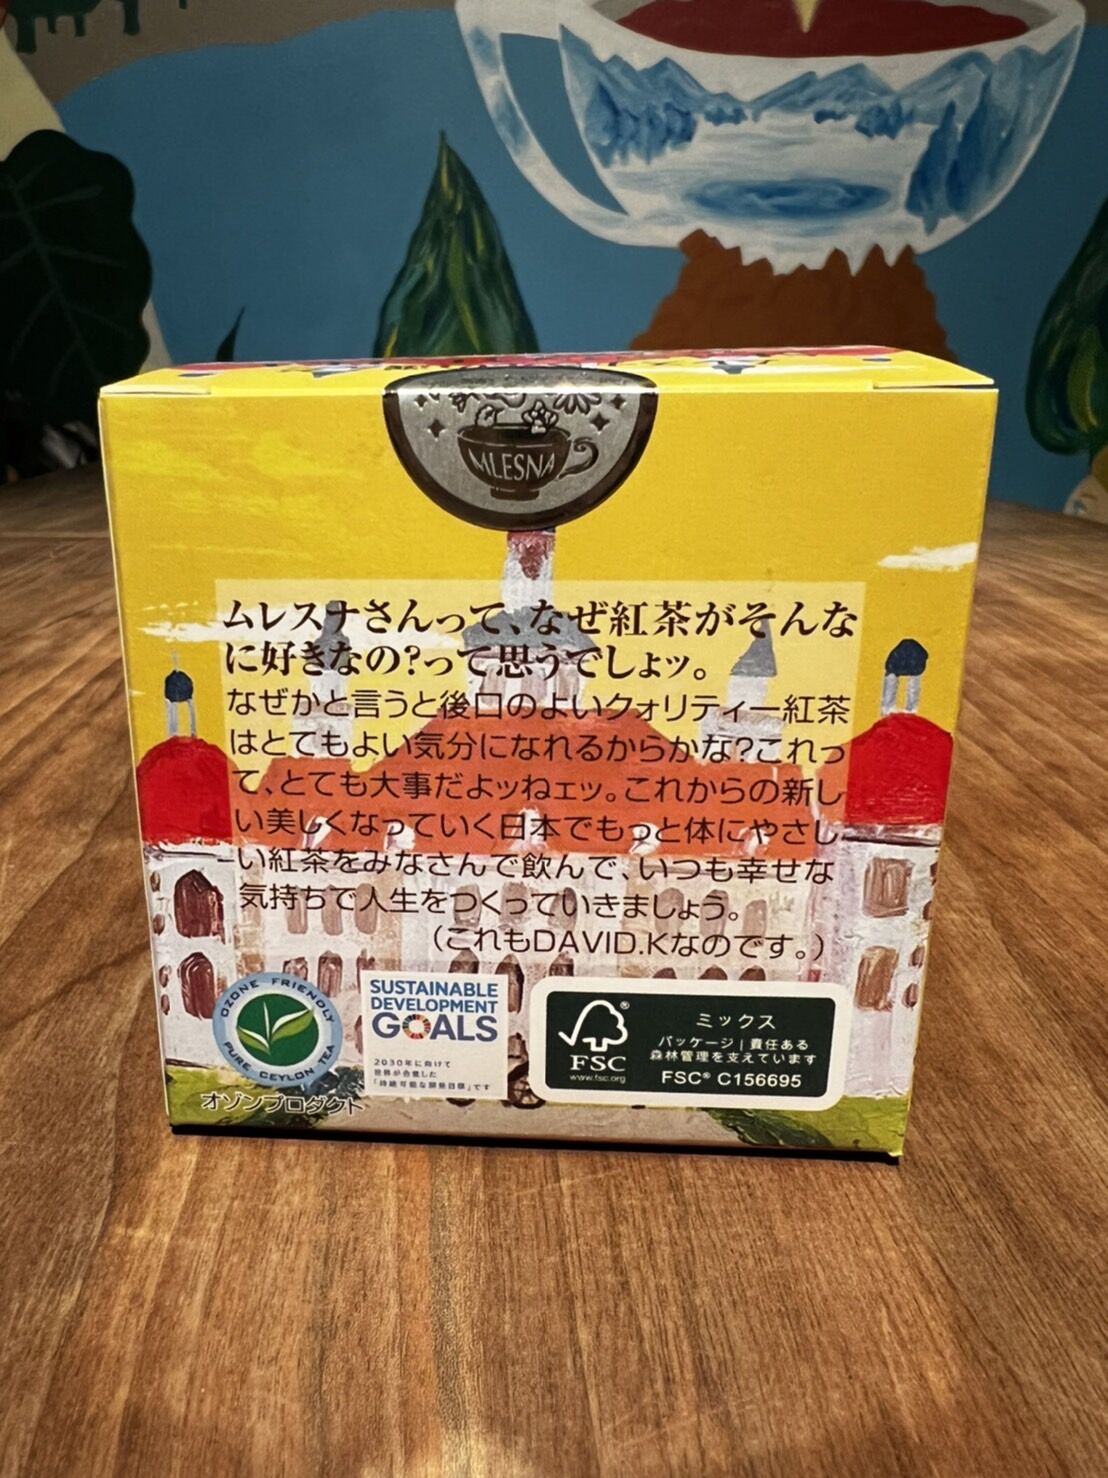 MLESNA
ムレスナさんって、なぜ紅茶がそんな
に好きなの?って思うでしょッ。
なぜかと言うと後口のよいクォリティー紅茶
はとてもよい気分になれるからかな?これっ
て、とても大事だよッねェッ。これからの新し
い美しくなっていく日本でもっと体にやさし
い紅茶をみなさんで飲んで、いつも幸せな
気持ちで人生をつくっていきましょう。
(これもDAVID.Kなのです。)
OZONE FRIENDLY
PURE CEYLON TEA
オゾンプロダクト
SUSTAINABLE
DEVELOPMENT
GOALS
2030年に向けて
世界が合意した
「持続可能な開発目標」です
FSC®
www.fsc.org
ミックス
パッケージ|責任ある
森林管理を支えています
FSC® C156695